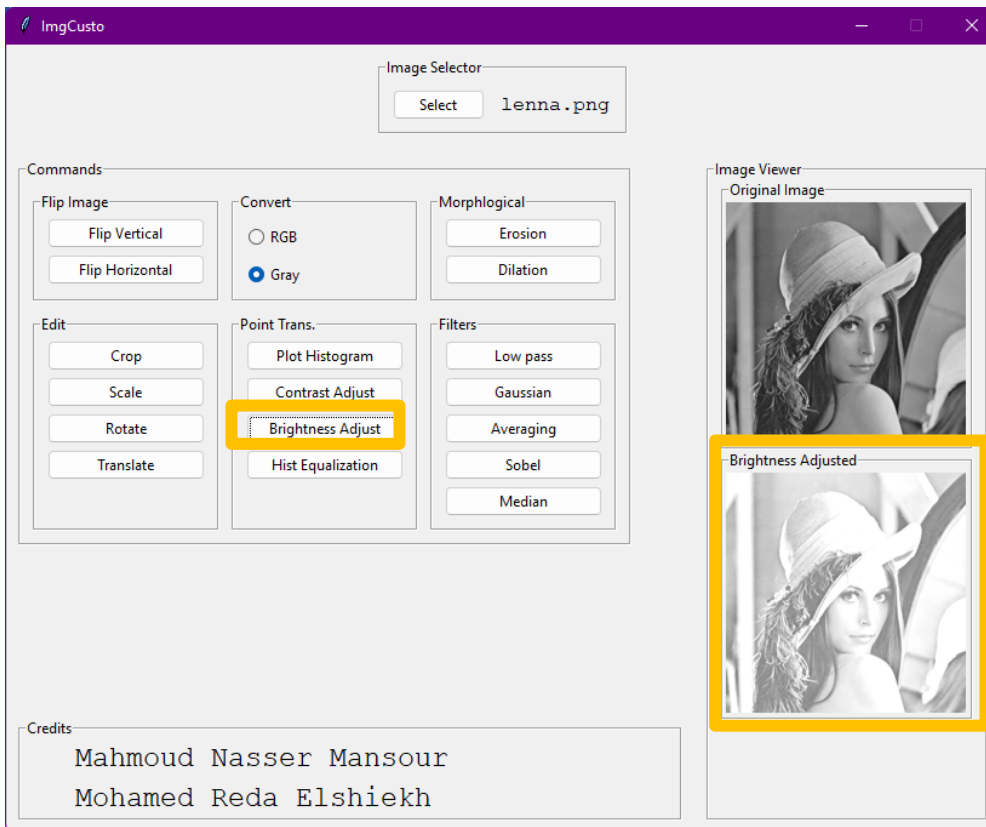 ImgCusto
Image Selector
Select lenna.png
Commands
Flip Image
Flip Vertical
Flip Horizontal
Convert
RGB
Gray
Morphlogical
Erosion
Dilation
Edit
Crop
Scale
Rotate
Translate
Point Trans.
Plot Histogram
Contrast Adjust
Brightness Adjust
Hist Equalization
Filters
Low pass
Gaussian
Averaging
Sobel
Median
Image Viewer
Original Image
Brightness Adjusted
Credits
Mahmoud Nasser Mansour
Mohamed Reda Elshiekh